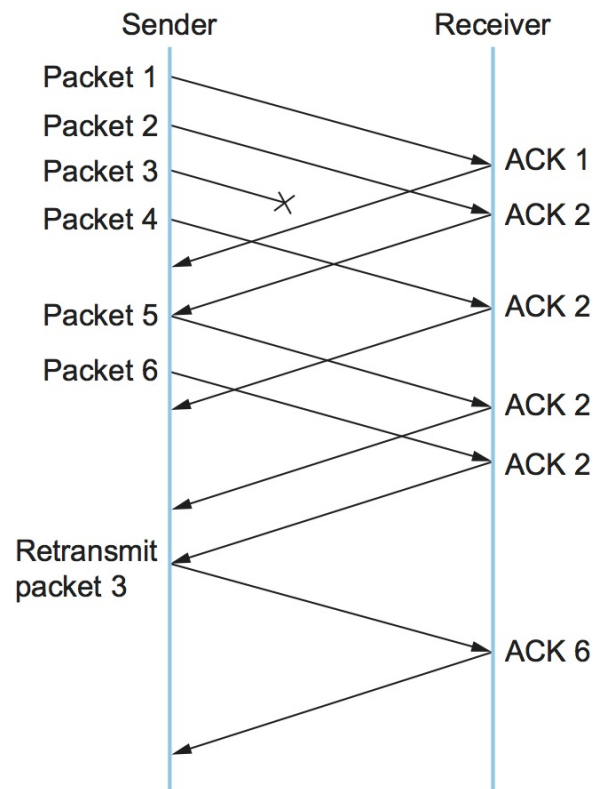 Sender
Receiver
Packet 1
Packet 2
Packet 3
Packet 4
Packet 5
Packet 6
Retransmit
packet 3
ACK 1
ACK 2
ACK 2
ACK 2
ACK 2
ACK 6